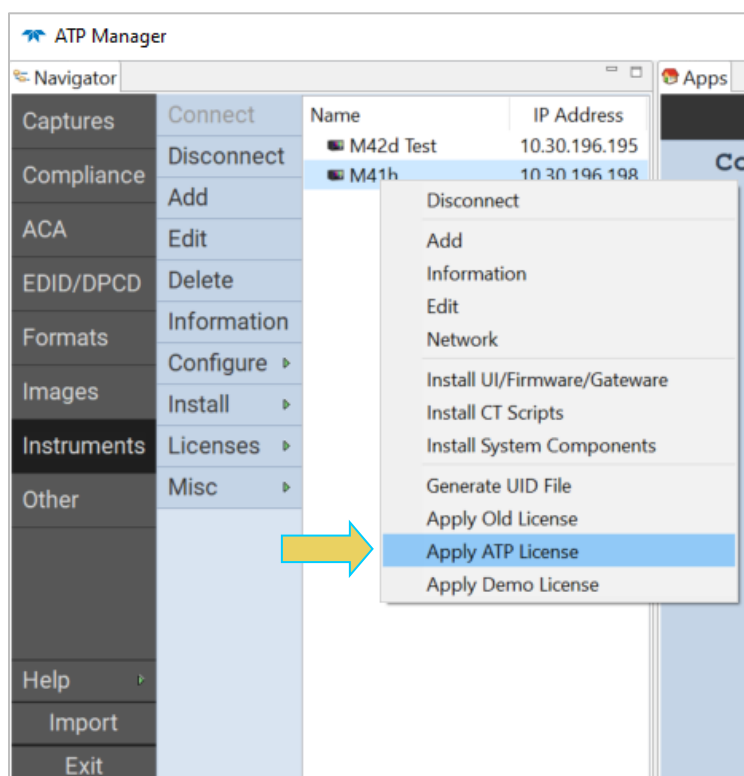 ATP Manager
Navigator
Apps
Captures
Compliance
ACA
EDID/DPCD
Formats
Images
Instruments
Other
Help
Import
Exit
Connect
Disconnect
Add
Edit
Delete
Information
Configure
Install
Licenses
Misc
Name IP Address
M42d Test 10.30.196.195
M41h 10.30.196.198
Disconnect
Add
Information
Edit
Network
Install UI/Firmware/Gateware
Install CT Scripts
Install System Components
Generate UID File
Apply Old License
Apply ATP License
Apply Demo License